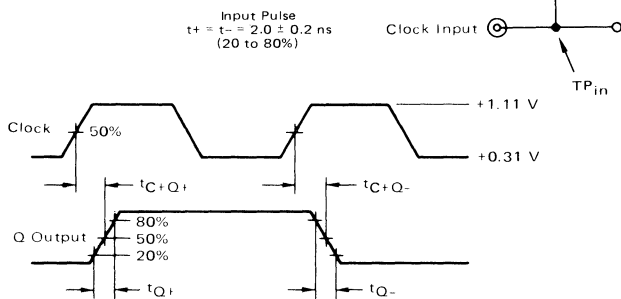 Input Pulse
t+ = t– = 2.0 ± 0.2 ns
(20 to 80%)
Clock Input
TPin
+1.11 V
Clock
50%
+0.31 V
tC+Q+
tC+Q–
80%
Q Output
50%
20%
tQ+
tQ–